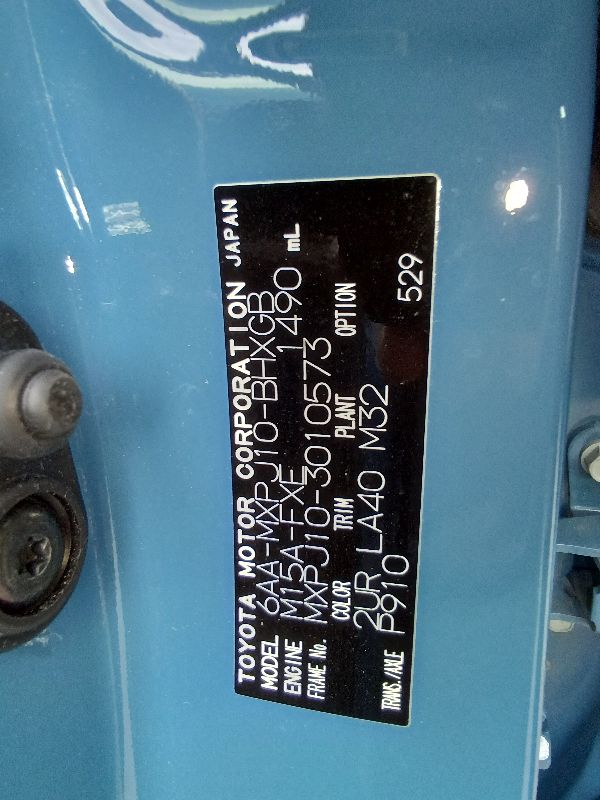 TOYOTA MOTOR CORPORATION JAPAN
MODEL 6AA-MXPJ10-BHXGB
ENGINE M15A-FXE 1490 mL
FRAME No. MXPJ10-3010573
COLOR TRIM PLANT OPTION
2UR LA40 M32
TRANS./AXLE P910 529